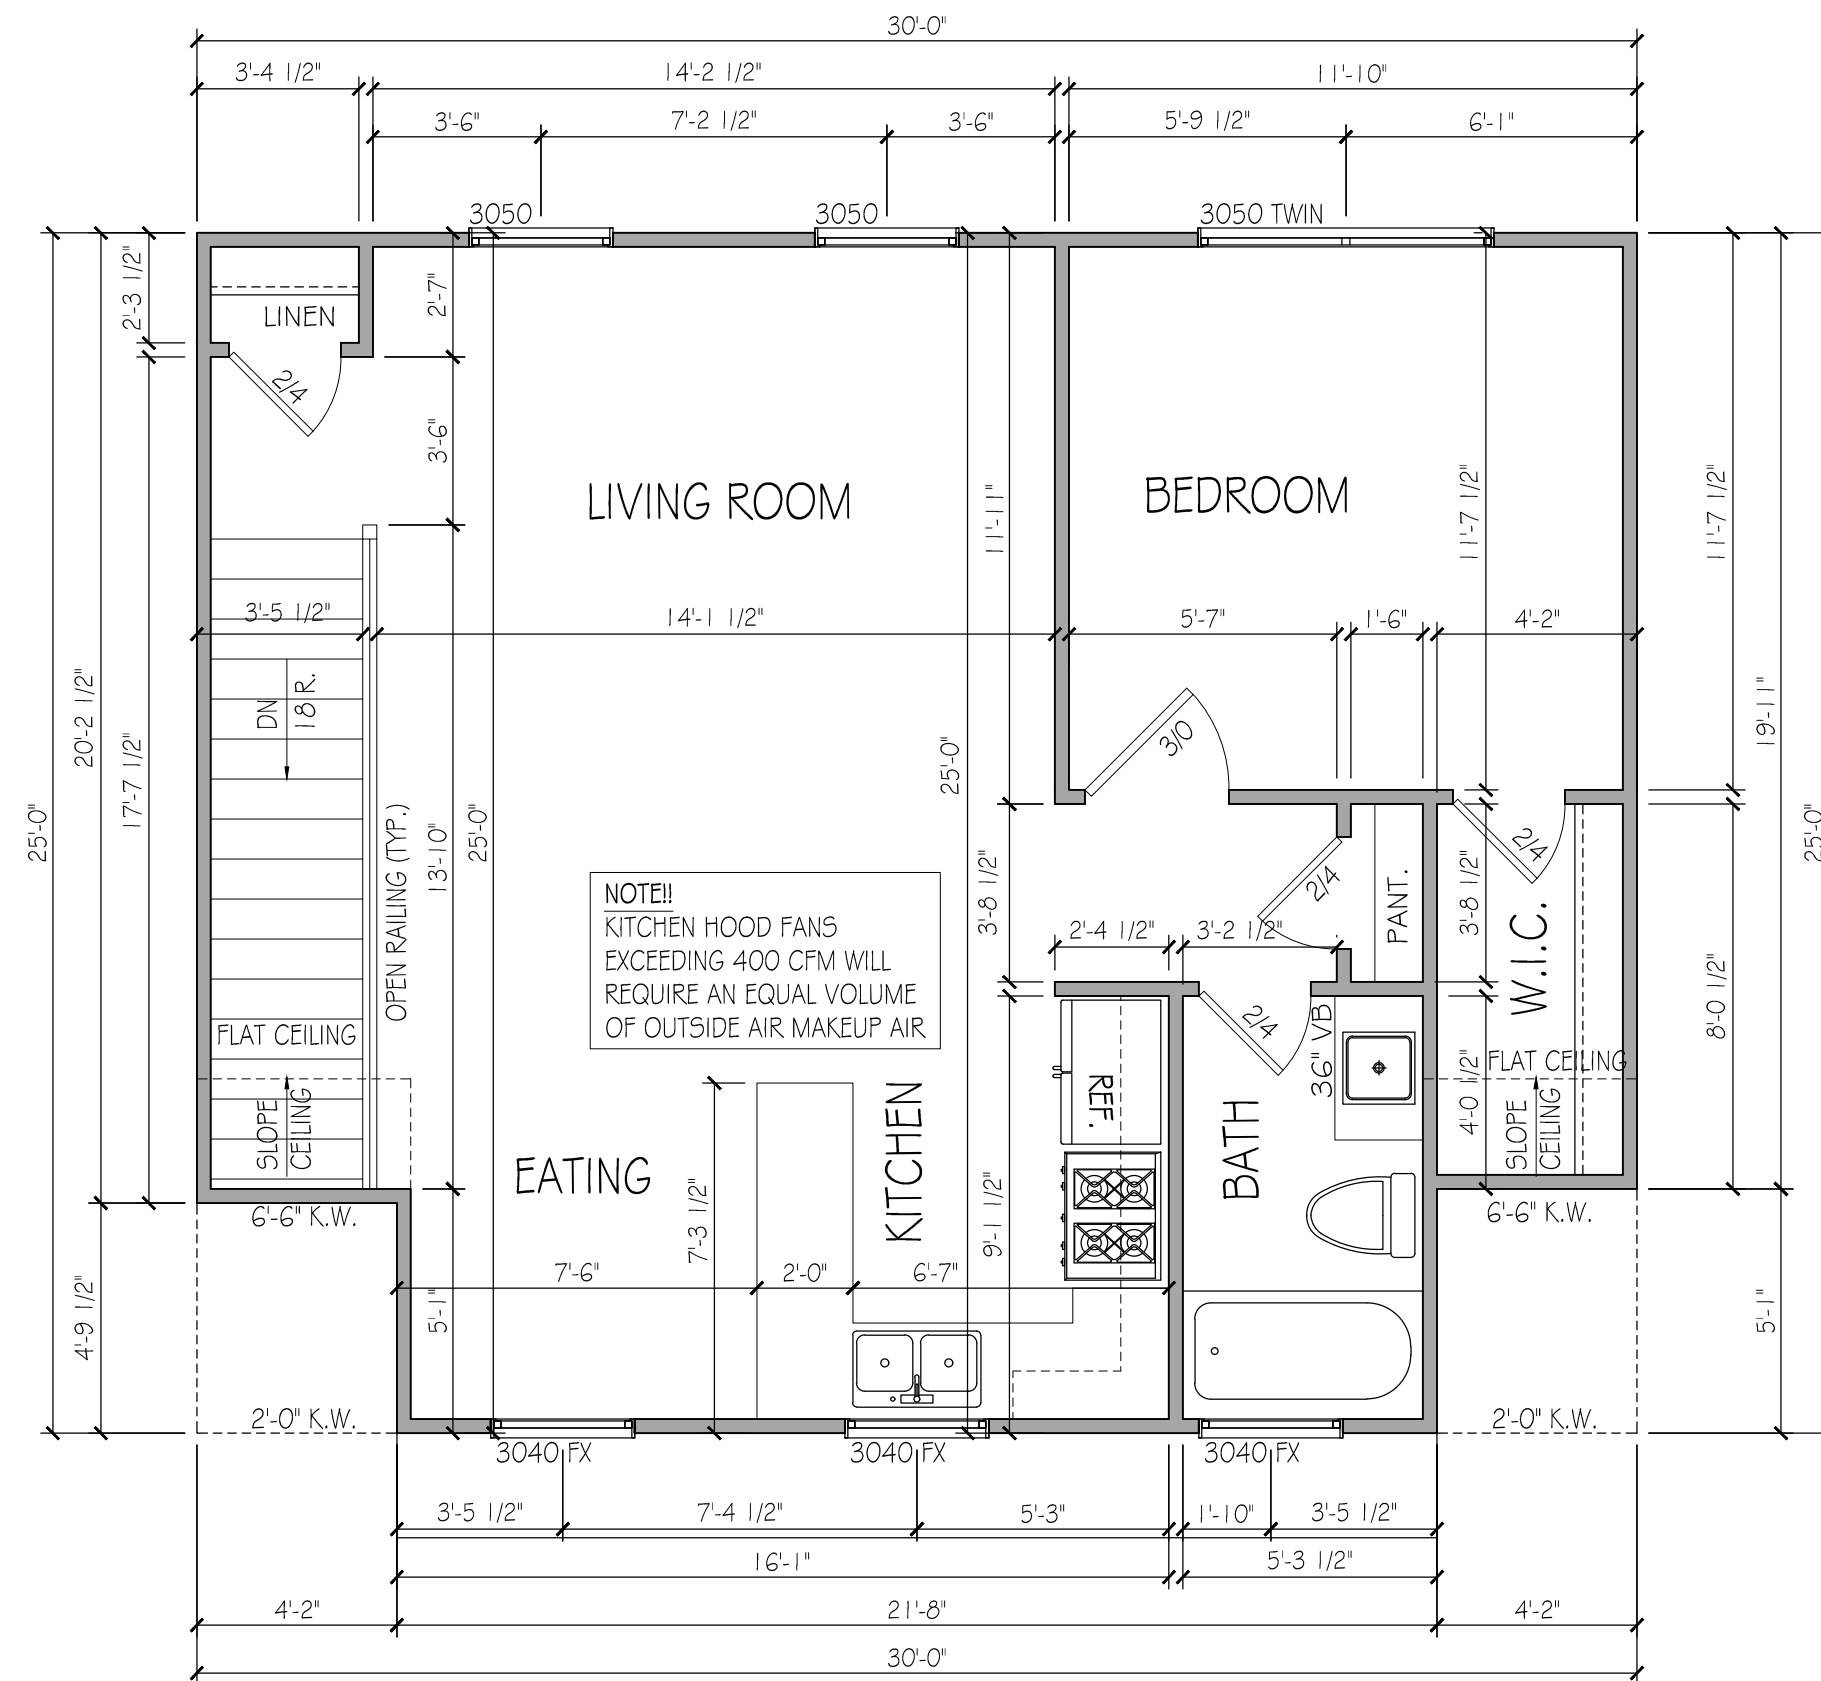 30'-0"
3'-4 1/2"
14'-2 1/2"
11'-10"
3'-6"
7'-2 1/2"
3'-6"
5'-9 1/2"
6'-1"
3050
3050
3050 TWIN
2'-3 1/2"
2'-7"
LINEN
2/4
3'-6"
LIVING ROOM
BEDROOM
11'-11"
11'-7 1/2"
11'-7 1/2"
3'-5 1/2"
14'-1 1/2"
5'-7"
1'-6"
4'-2"
20'-2 1/2"
17'-7 1/2"
DN
18 R.
3/0
25'-0"
19'-11"
25'-0"
OPEN RAILING (TYP.)
13'-10"
25'-0"
25'-0"
NOTE!!
KITCHEN HOOD FANS
EXCEEDING 400 CFM WILL
REQUIRE AN EQUAL VOLUME
OF OUTSIDE AIR MAKEUP AIR
3'-8 1/2"
2/4
PANT.
3'-8 1/2"
2/4
2'-4 1/2"
3'-2 1/2"
W.I.C.
8'-0 1/2"
FLAT CEILING
2/4
36" VB
FLAT CEILING
SLOPE
CEILING
REF.
4'-0 1/2"
SLOPE
CEILING
EATING
KITCHEN
BATH
7'-3 1/2"
9'-1 1/2"
6'-6" K.W.
6'-6" K.W.
7'-6"
2'-0"
6'-7"
4'-9 1/2"
5'-1"
5'-1"
2'-0" K.W.
2'-0" K.W.
3040 FX
3040 FX
3040 FX
3'-5 1/2"
7'-4 1/2"
5'-3"
1'-10"
3'-5 1/2"
16'-1"
5'-3 1/2"
4'-2"
21'-8"
4'-2"
30'-0"